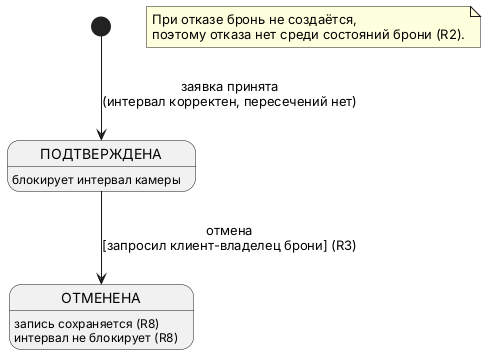 При отказе бронь не создаётся,
поэтому отказа нет среди состояний брони (R2).
заявка принята
(интервал корректен, пересечений нет)
ПОДТВЕРЖДЕНА
блокирует интервал камеры
отмена
[запросил клиент-владелец брони] (R3)
ОТМЕНЕНА
запись сохраняется (R8)
интервал не блокирует (R8)